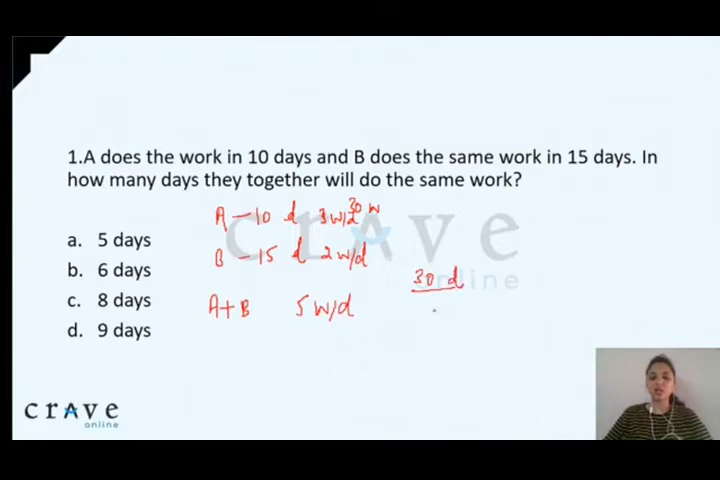 1.A does the work in 10 days and B does the same work in 15 days. In
how many days they together will do the same work?
a. 5 days
b. 6 days
c. 8 days
d. 9 days
30 W
A - 10 d 3 W/d
B - 15 d 2 W/d
A+B 5 W/d
30 d
crave
online
crave
online